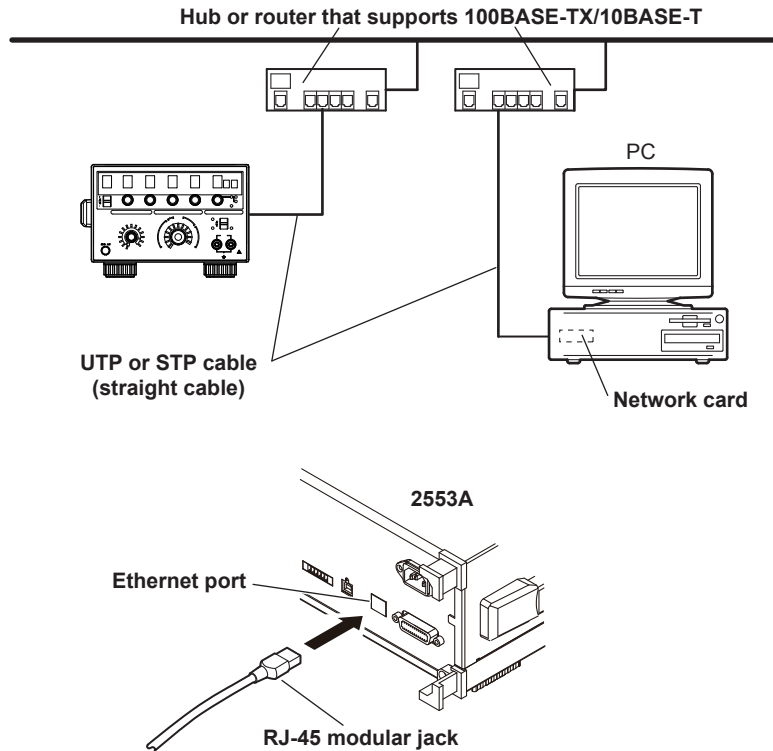 Hub or router that supports 100BASE-TX/10BASE-T
PC
UTP or STP cable
(straight cable)
Network card
2553A
Ethernet port
RJ-45 modular jack